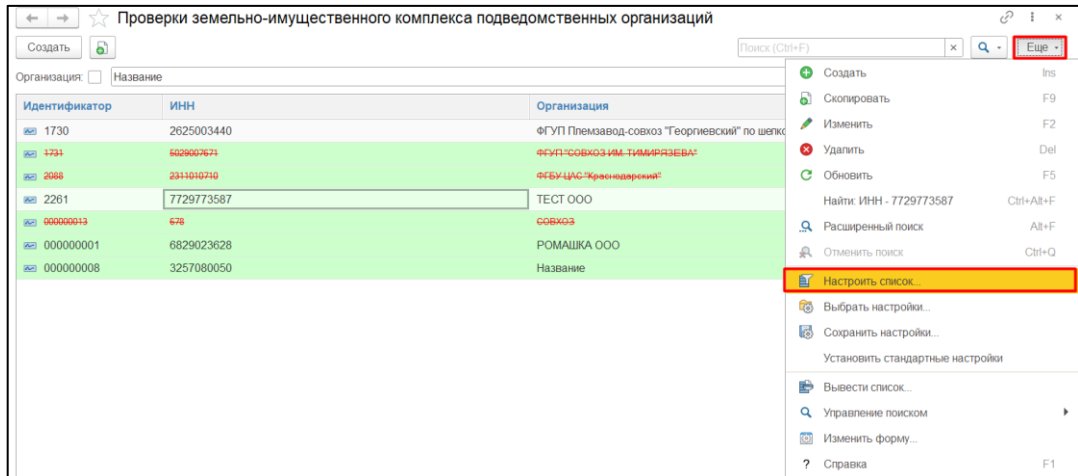 Проверки земельно-имущественного комплекса подведомственных организаций
Создать
Поиск (Ctrl+F)
Еще
Организация: Название
Идентификатор ИНН Организация
1730 2625003440 ФГУП Племзавод-совхоз "Георгиевский" по шелко
1731 5029007671 ФГУП "СОВХОЗ ИМ. ТИМИРЯЗЕВА"
2088 2311010710 ФГБУ ЦАС "Краснодарский"
2261 7729773587 ТЕСТ ООО
000000013 678 СОВХОЗ
000000001 6829023628 РОМАШКА ООО
000000008 3257080050 Название
Создать Ins
Скопировать F9
Изменить F2
Удалить Del
Обновить F5
Найти: ИНН - 7729773587 Ctrl+Alt+F
Расширенный поиск Alt+F
Отменить поиск Ctrl+Q
Настроить список...
Выбрать настройки...
Сохранить настройки...
Установить стандартные настройки
Вывести список...
Управление поиском
Изменить форму...
? Справка F1